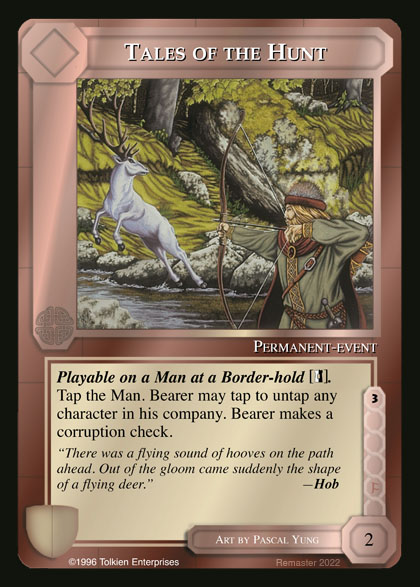 Tales of the Hunt
Permanent-event
Playable on a Man at a Border-hold [].
Tap the Man. Bearer may tap to untap any
character in his company. Bearer makes a
corruption check.
“There was a flying sound of hooves on the path
ahead. Out of the gloom came suddenly the shape
of a flying deer.” —Hob
3
Art by Pascal Yung
2
©1996 Tolkien Enterprises
Remaster 2022